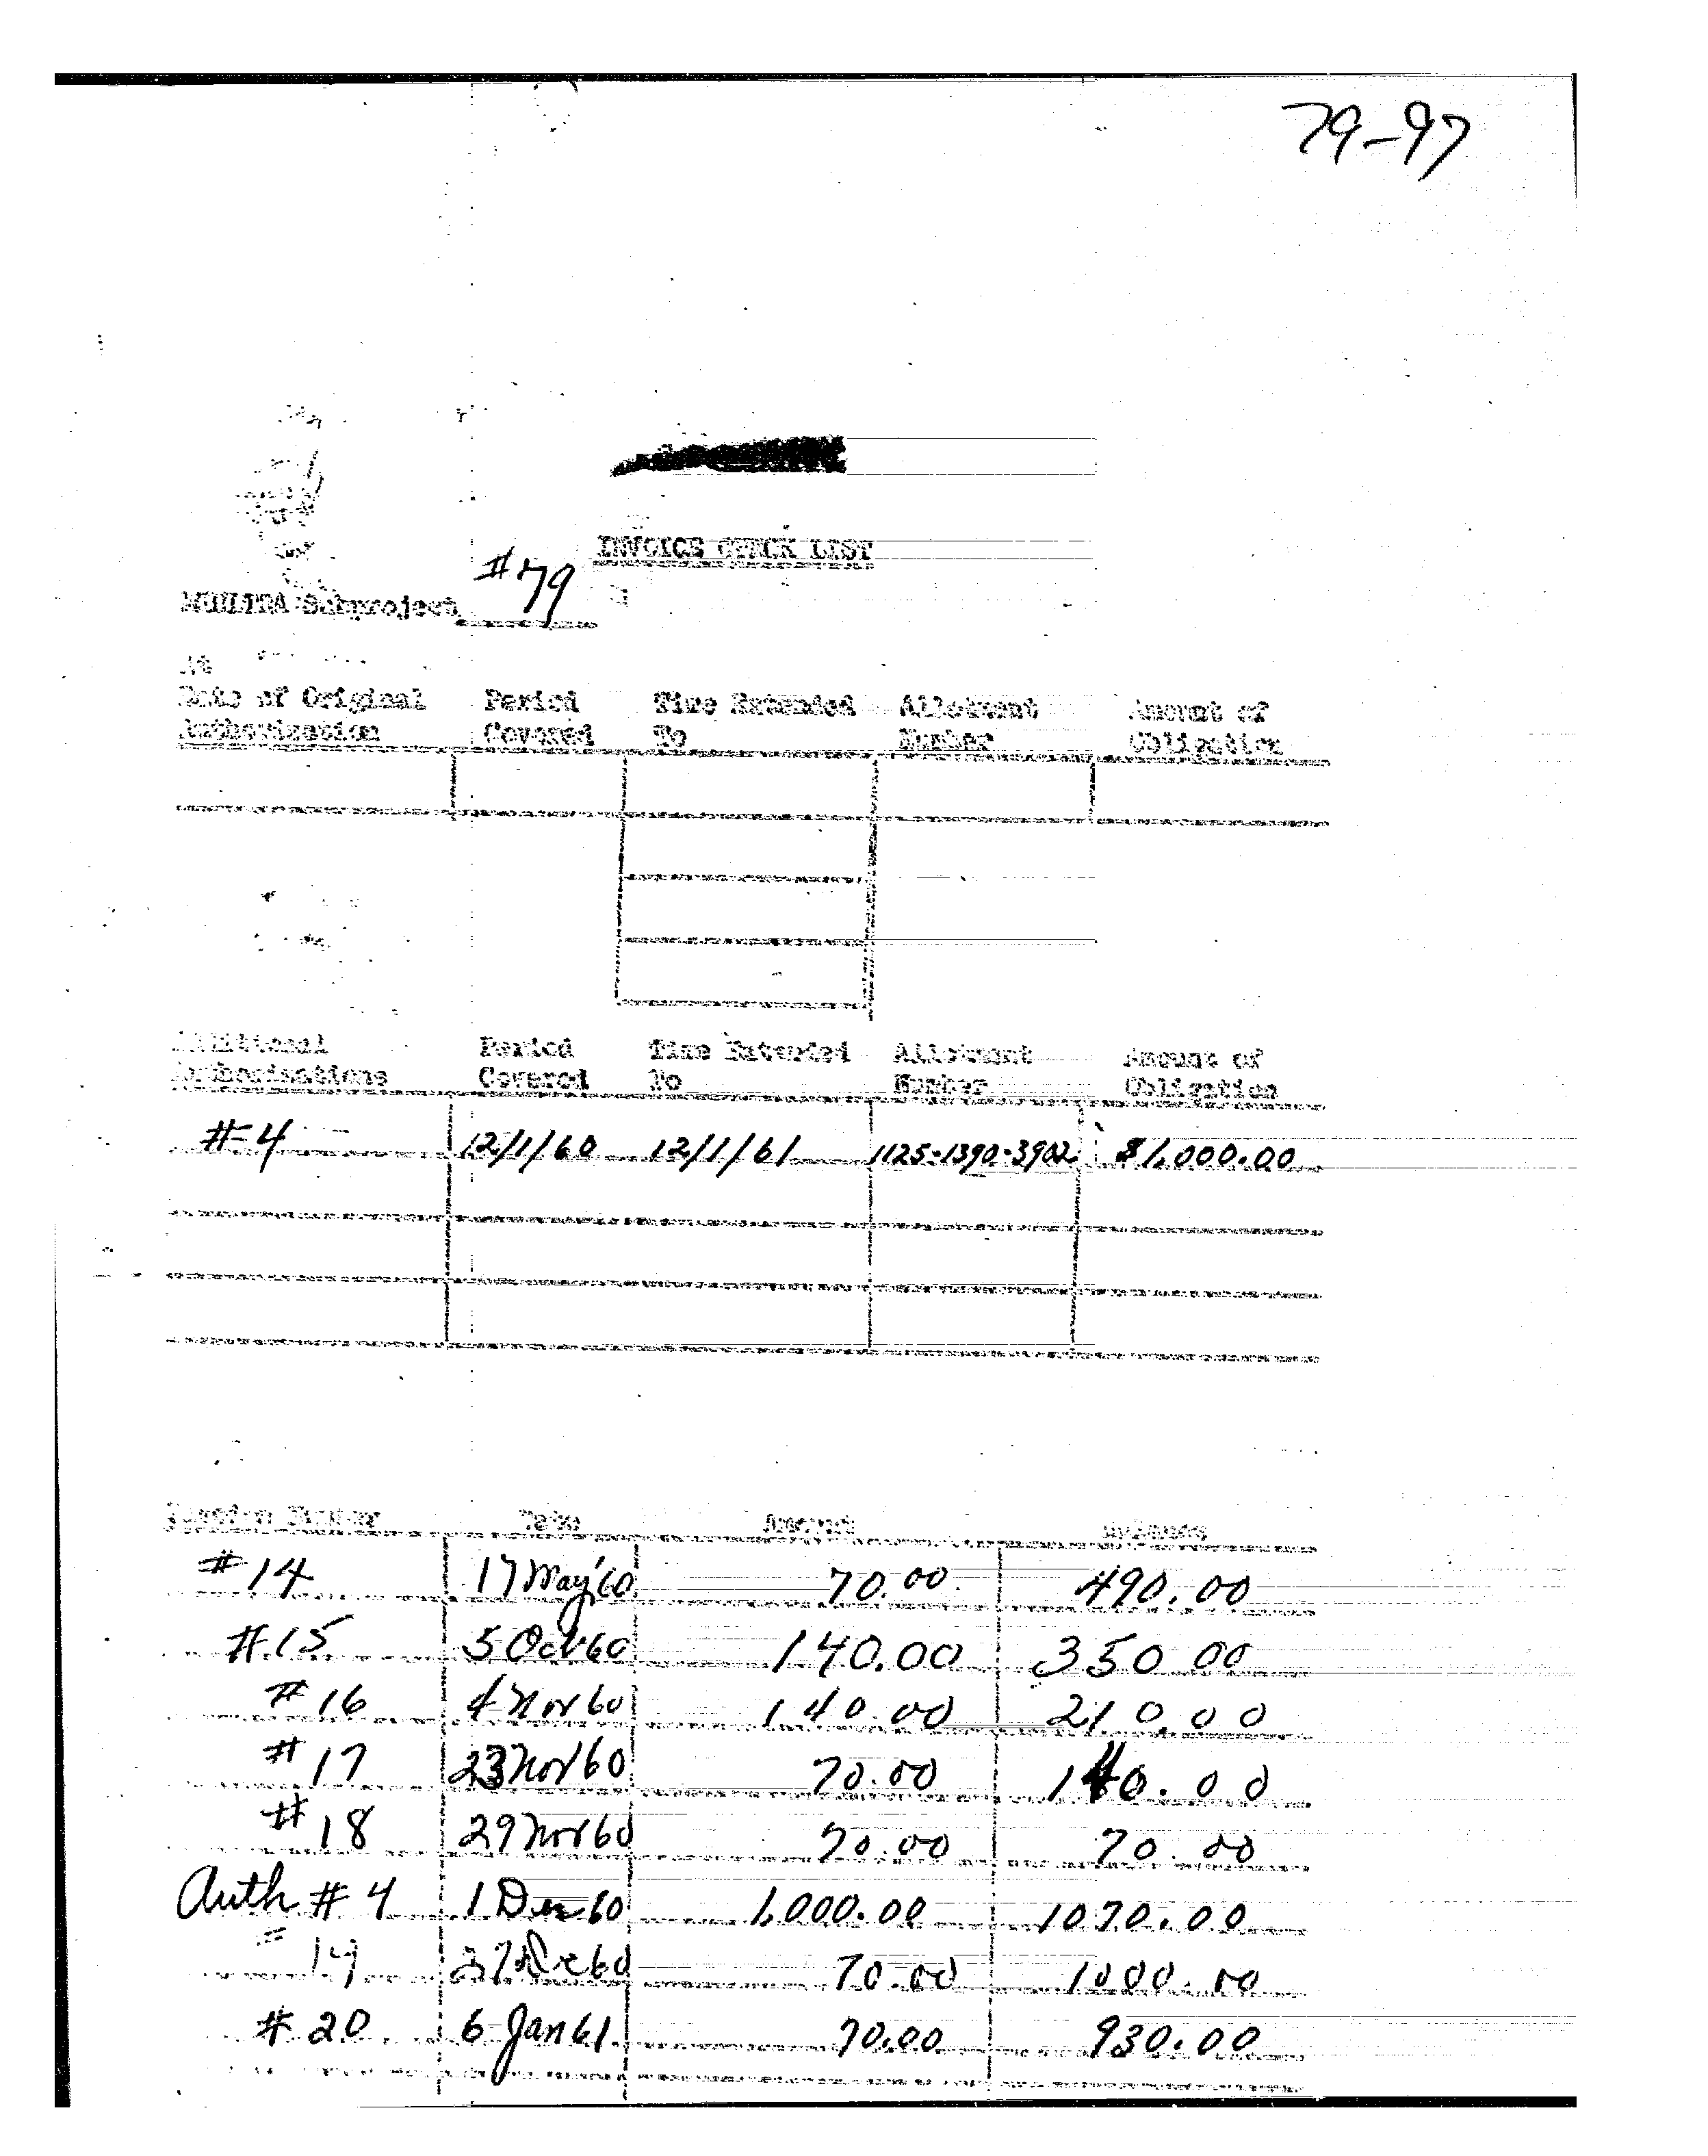 79-97
INVOICE CHECK LIST
MKULTRA Subproject #79
Date of Original Period Time Extended Allotment Amount of
Authorization Covered To Number Obligation
Additional Period Time Extended Allotment Amount of
Authorizations Covered To Number Obligation
#4 12/1/60 12/1/61 1125-1390-3902 $1,000.00
Invoice Number Date Amount Balance
#14 17 May '60 70.00 490.00
#15 5 Oct 60 140.00 350 00
#16 4 Nov 60 140.00 210.00
#17 23 Nov 60 70.00 140.00
#18 29 Nov 60 70.00 70.00
Auth #4 1 Dec 60 1,000.00 1070.00
19 27 Dec 60 70.00 1000.00
#20 6 Jan 61 70.00 930.00